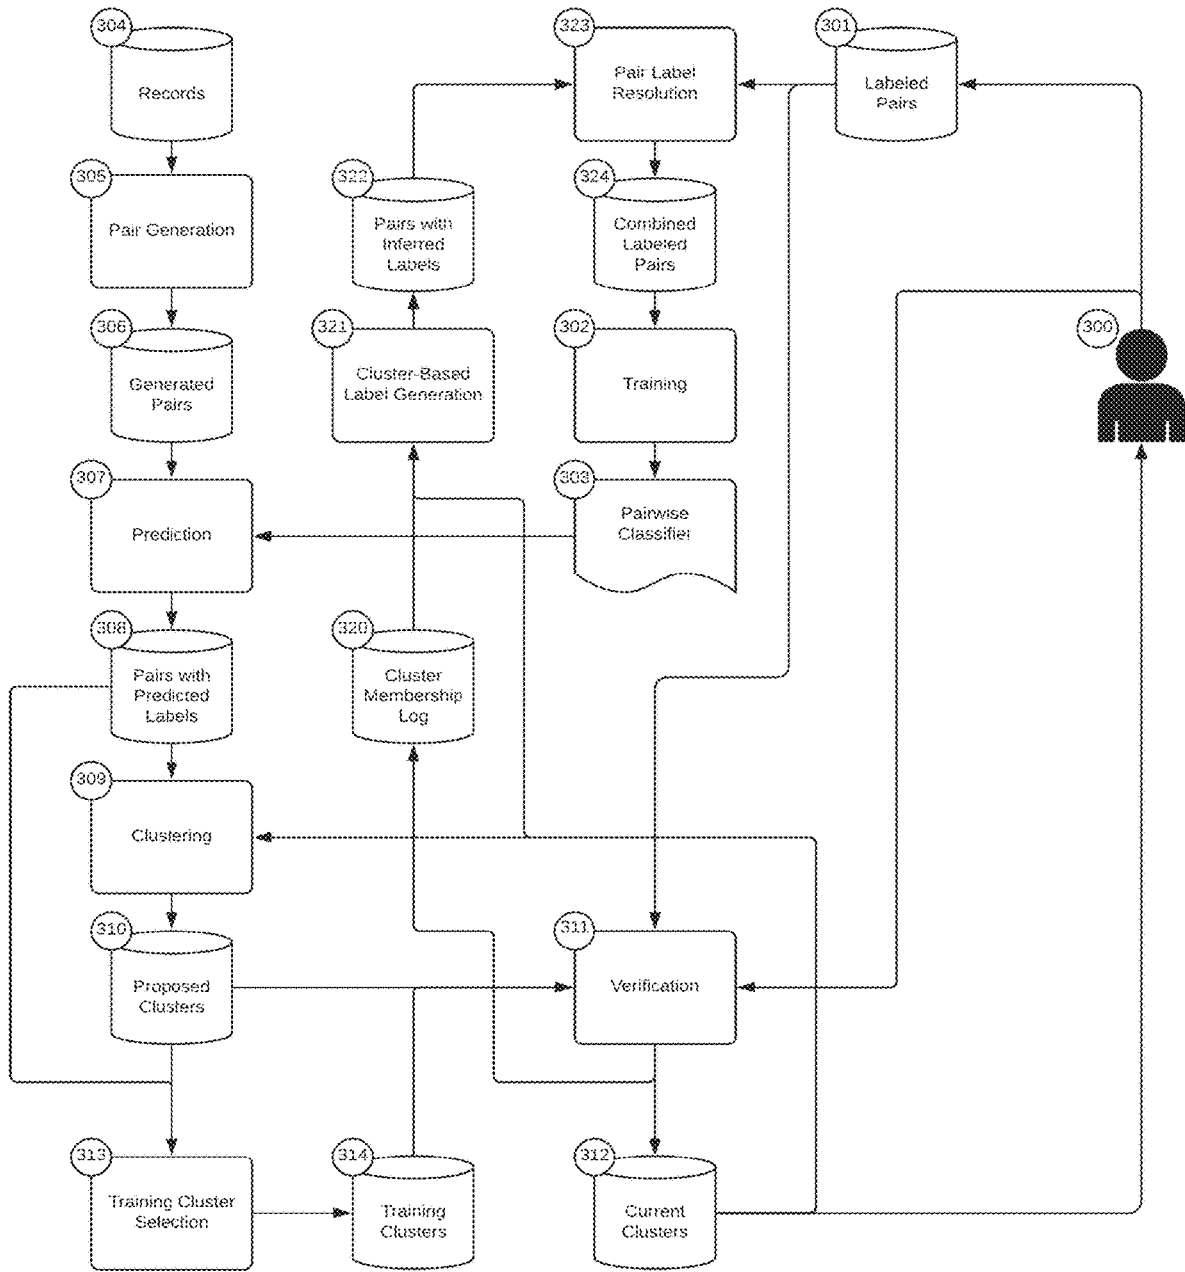 304
Records
323
Pair Label
Resolution
301
Labeled
Pairs
305
Pair Generation
322
Pairs with
Inferred
Labels
324
Combined
Labeled
Pairs
306
Generated
Pairs
321
Cluster-Based
Label Generation
302
Training
300
307
Prediction
303
Pairwise
Classifier
308
Pairs with
Predicted
Labels
320
Cluster
Membership
Log
309
Clustering
310
Proposed
Clusters
311
Verification
313
Training Cluster
Selection
314
Training
Clusters
312
Current
Clusters